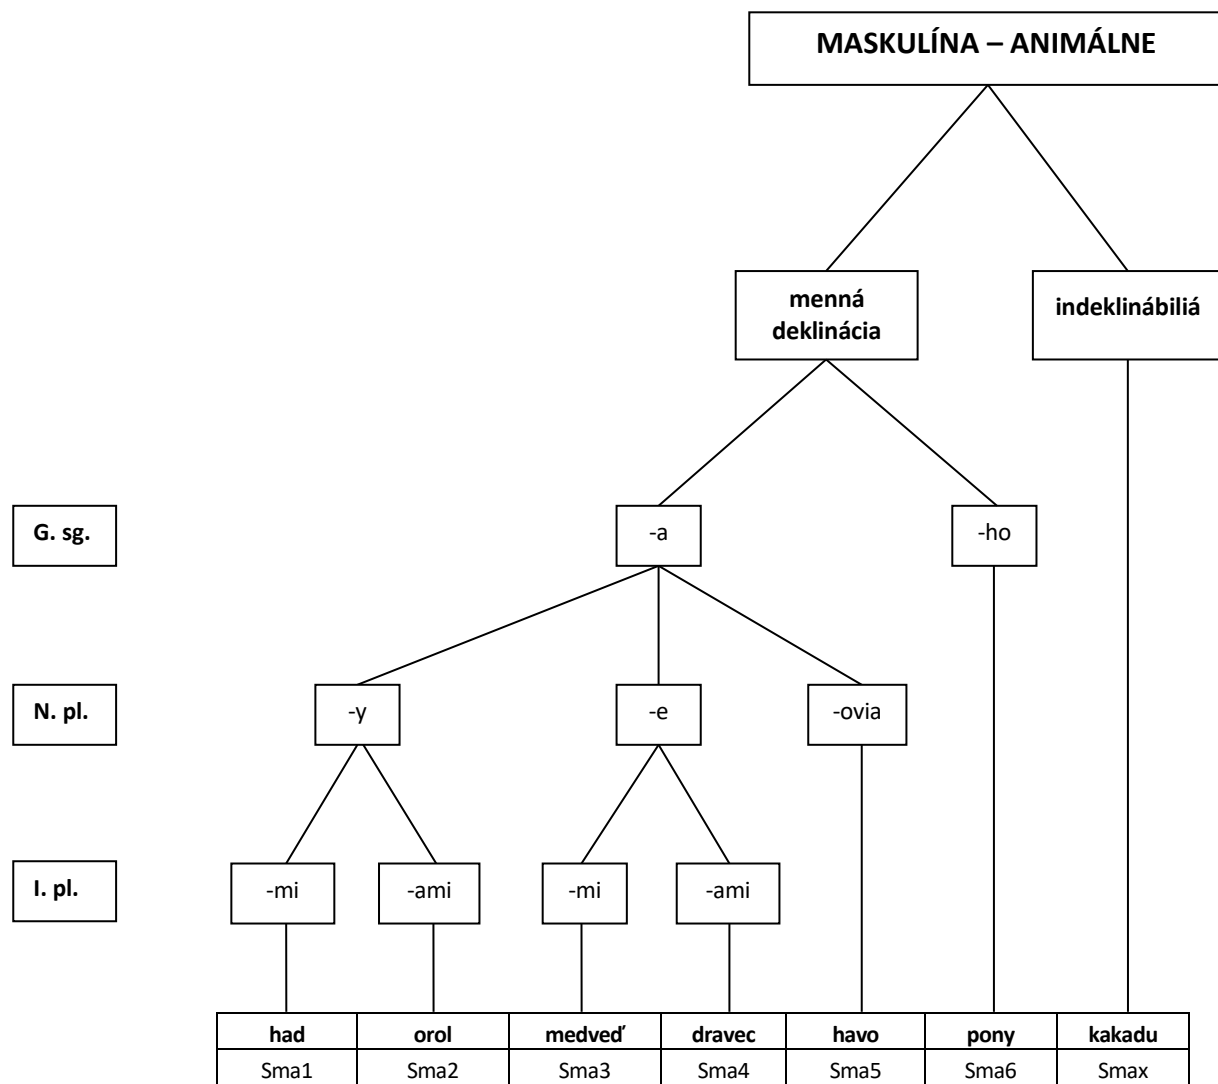 MASKULÍNA – ANIMÁLNE
menná
deklinácia
indeklinábiliá
G. sg.
-a
-ho
N. pl.
-y
-e
-ovia
I. pl.
-mi
-ami
-mi
-ami
had orol medveď dravec havo pony kakadu
Sma1 Sma2 Sma3 Sma4 Sma5 Sma6 Smax